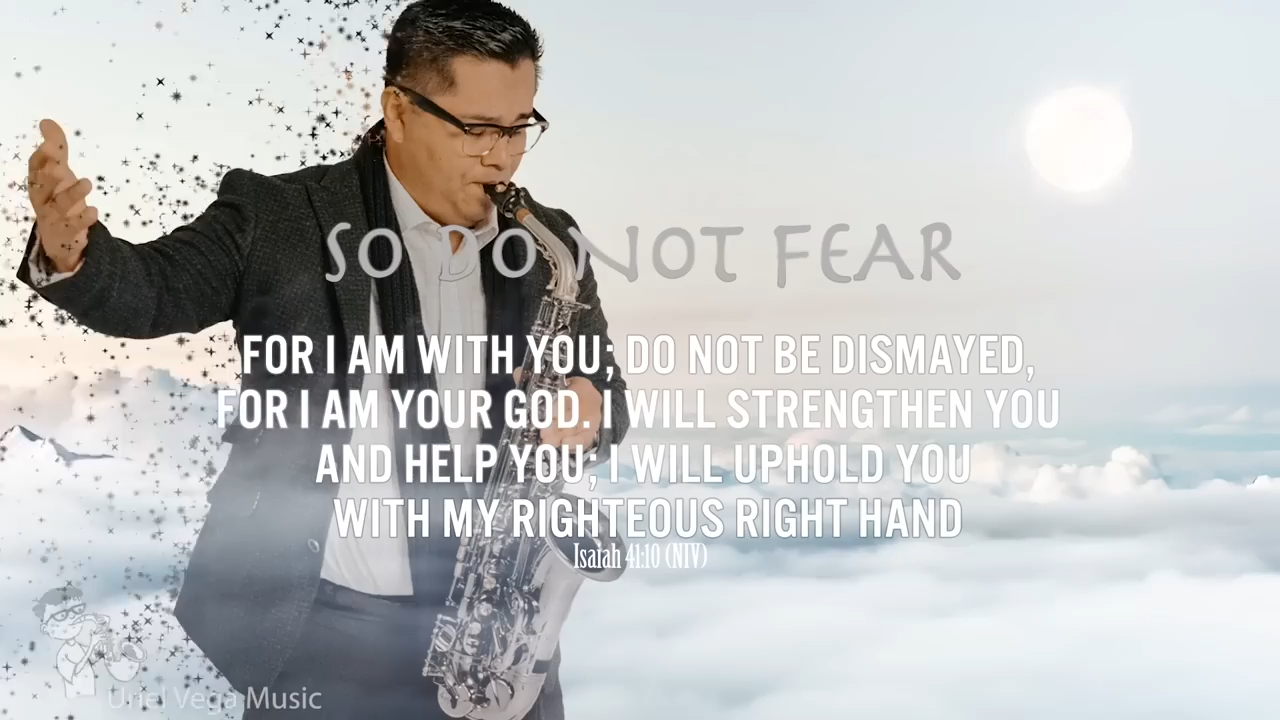 SO DO NOT FEAR
FOR I AM WITH YOU; DO NOT BE DISMAYED,
FOR I AM YOUR GOD. I WILL STRENGTHEN YOU
AND HELP YOU; I WILL UPHOLD YOU
WITH MY RIGHTEOUS RIGHT HAND
Isaiah 41:10 (NIV)
Uriel Vega Music